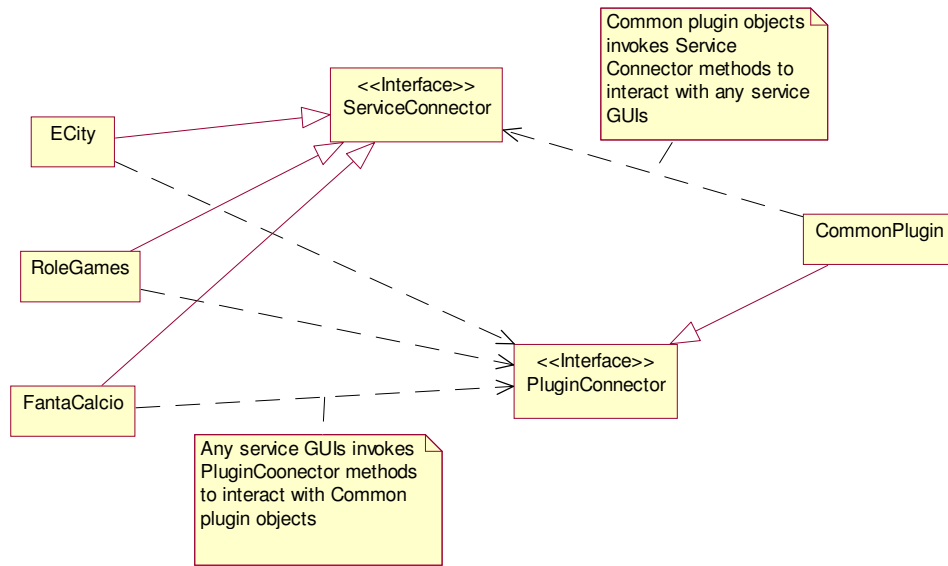 Common plugin objects
invokes Service
Connector methods to
interact with any service
GUIs
<<Interface>>
ServiceConnector
ECity
CommonPlugin
RoleGames
<<Interface>>
PluginConnector
FantaCalcio
Any service GUIs invokes
PluginCoonector methods
to interact with Common
plugin objects